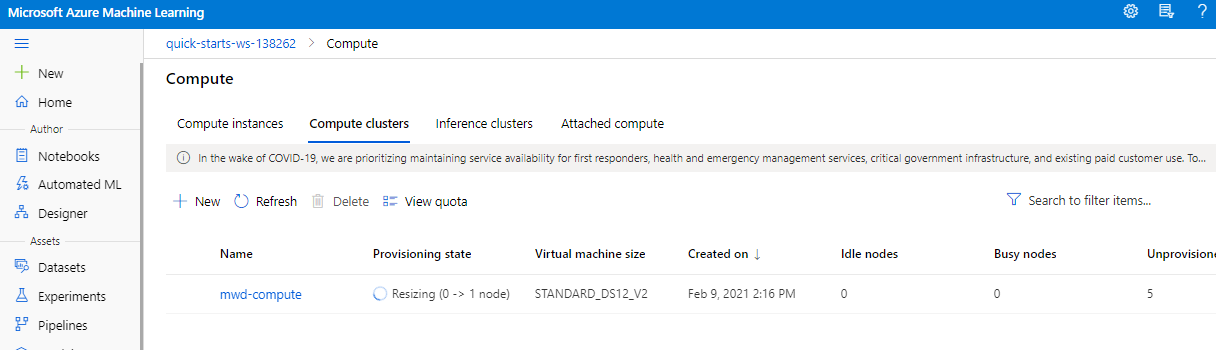 Microsoft Azure Machine Learning
quick-starts-ws-138262 > Compute
New
Home
Author
Notebooks
Automated ML
Designer
Assets
Datasets
Experiments
Pipelines
Compute
Compute instances Compute clusters Inference clusters Attached compute
In the wake of COVID-19, we are prioritizing maintaining service availability for first responders, health and emergency management services, critical government infrastructure, and existing paid customer use. To...
New Refresh Delete View quota Search to filter items...
Name Provisioning state Virtual machine size Created on ↓ Idle nodes Busy nodes Unprovisione
mwd-compute Resizing (0 -> 1 node) STANDARD_DS12_V2 Feb 9, 2021 2:16 PM 0 0 5